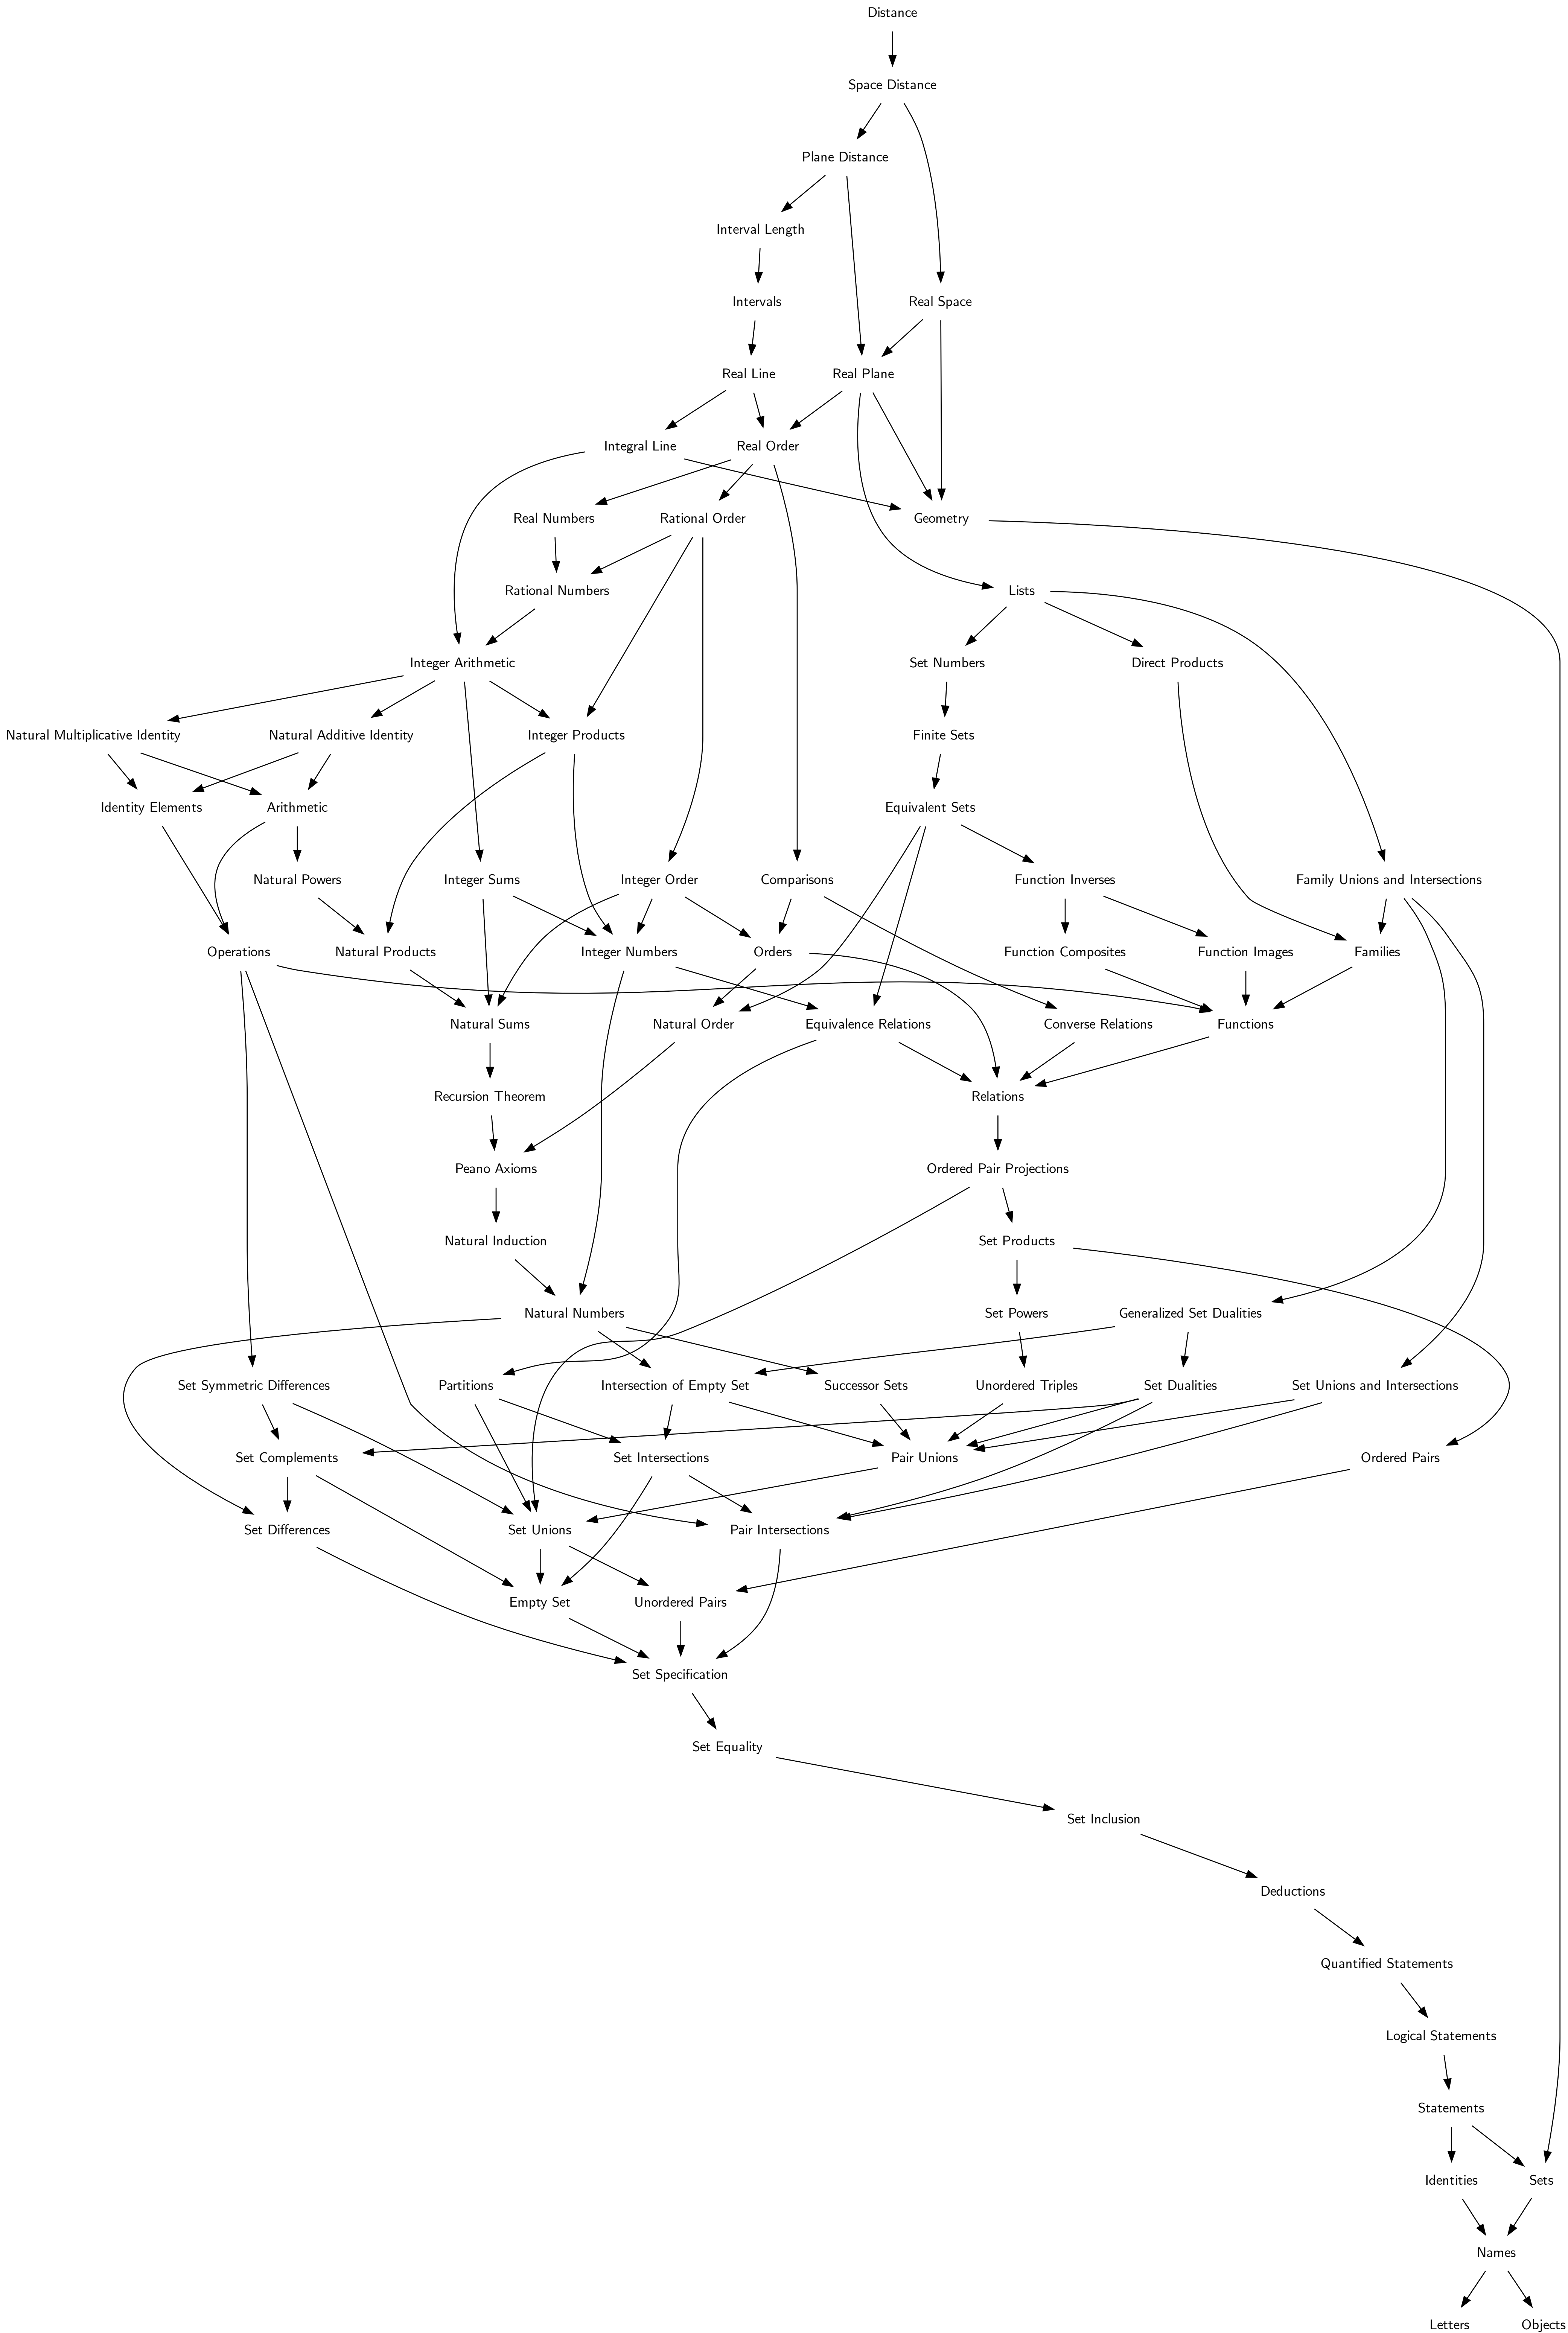 Distance
Space Distance
Plane Distance
Interval Length
Intervals
Real Space
Real Line
Real Plane
Integral Line
Real Order
Real Numbers
Rational Order
Geometry
Rational Numbers
Lists
Integer Arithmetic
Set Numbers
Direct Products
Natural Multiplicative Identity
Natural Additive Identity
Integer Products
Finite Sets
Identity Elements
Arithmetic
Equivalent Sets
Natural Powers
Integer Sums
Integer Order
Comparisons
Function Inverses
Family Unions and Intersections
Operations
Natural Products
Integer Numbers
Orders
Function Composites
Function Images
Families
Natural Sums
Natural Order
Equivalence Relations
Converse Relations
Functions
Recursion Theorem
Relations
Peano Axioms
Ordered Pair Projections
Natural Induction
Set Products
Natural Numbers
Set Powers
Generalized Set Dualities
Set Symmetric Differences
Partitions
Intersection of Empty Set
Successor Sets
Unordered Triples
Set Dualities
Set Unions and Intersections
Set Complements
Set Intersections
Pair Unions
Ordered Pairs
Set Differences
Set Unions
Pair Intersections
Empty Set
Unordered Pairs
Set Specification
Set Equality
Set Inclusion
Deductions
Quantified Statements
Logical Statements
Statements
Identities
Sets
Names
Letters
Objects